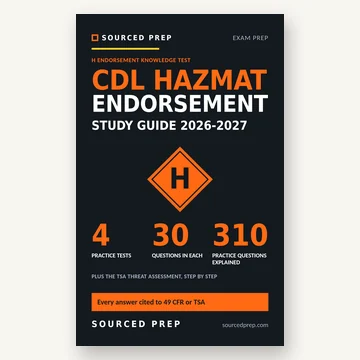 SOURCED PREP EXAM PREP
H ENDORSEMENT KNOWLEDGE TEST
CDL HAZMAT
ENDORSEMENT
STUDY GUIDE 2026-2027
H
4 30 310
PRACTICE TESTS QUESTIONS IN EACH PRACTICE QUESTIONS
EXPLAINED
PLUS THE TSA THREAT ASSESSMENT, STEP BY STEP
Every answer cited to 49 CFR or TSA
SOURCED PREP sourcedprep.com